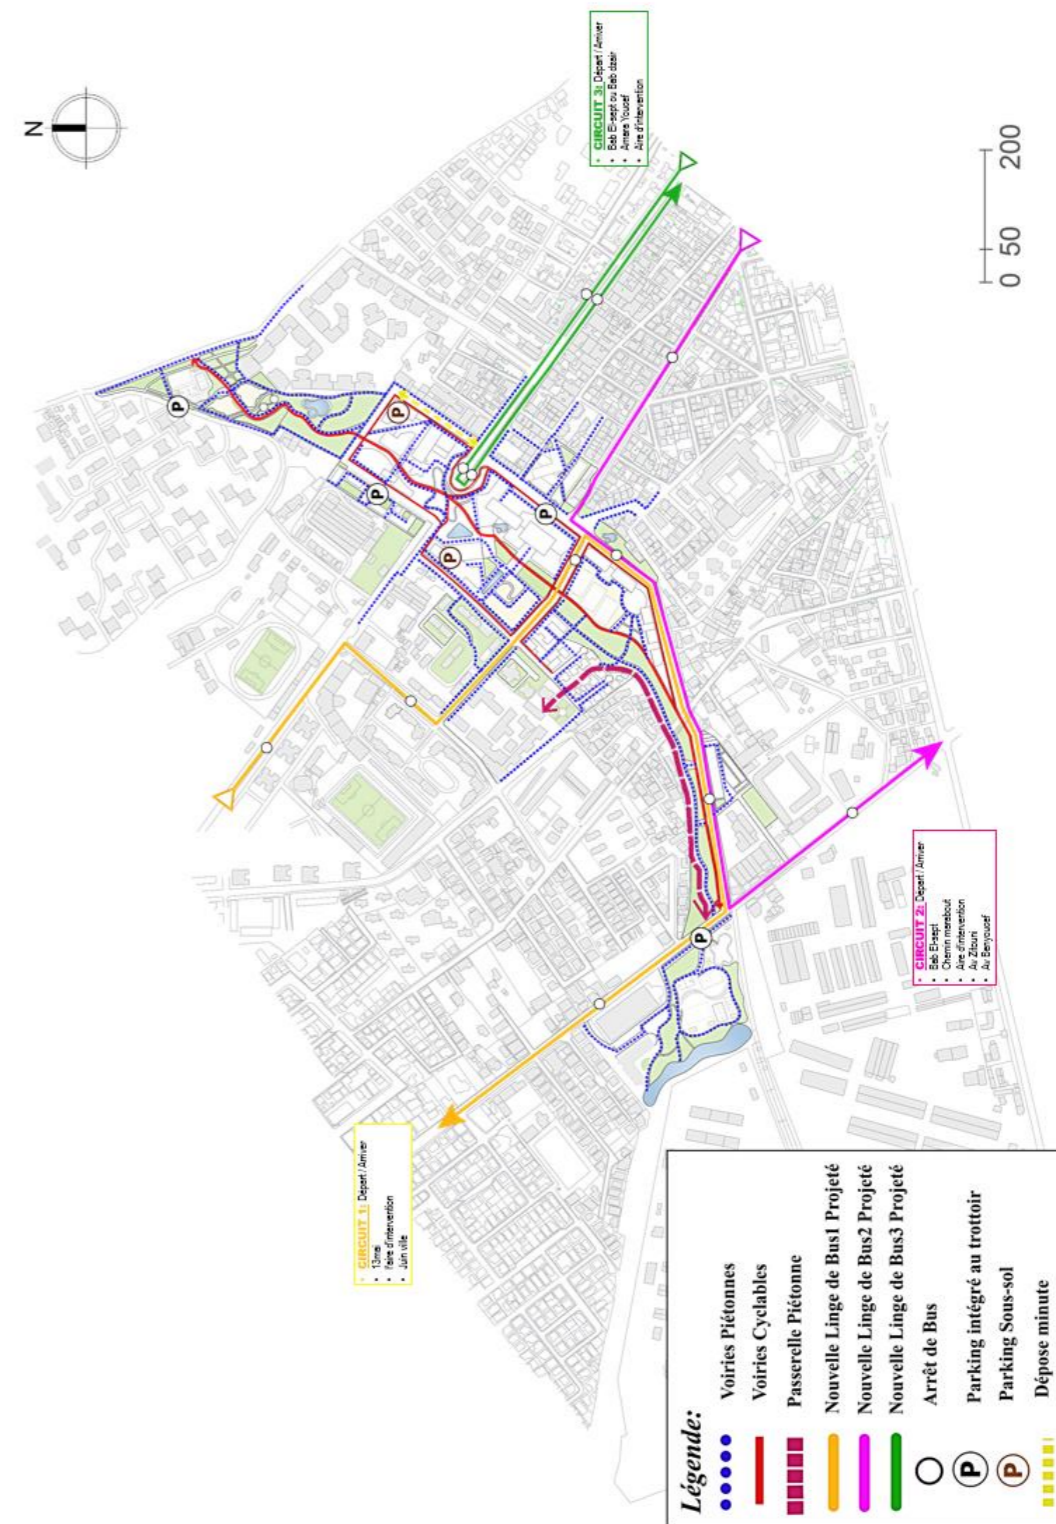 N
CIRCUIT 3: Départ / Arriver
Bab El-sept ou Bab dzair
Amara Youcef
Aire d'intervention
0 50 200
P
P
P
P
P
P
CIRCUIT 2: Départ / Arriver
Bab El-sept
Chemin marabout
Aire d'intervention
Av Zitouni
Av Benyoucef
CIRCUIT 1: Départ / Arriver
13mai
l'aire d'intervention
Juin ville
Légende:
Voiries Piétonnes
Voiries Cyclables
Passerelle Piétonne
Nouvelle Linge de Bus1 Projeté
Nouvelle Linge de Bus2 Projeté
Nouvelle Linge de Bus3 Projeté
Arrêt de Bus
P Parking intégré au trottoir
P Parking Sous-sol
Dépose minute